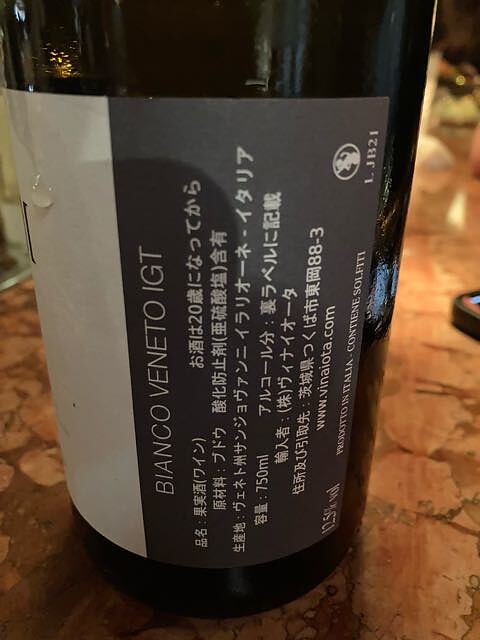 BIANCO VENETO IGT
お酒は20歳になってから
品名：果実酒(ワイン)
原材料：ブドウ 酸化防止剤(亜硫酸塩)含有
生産地：ヴェネト州サンジョヴァンニ イラリオーネ - イタリア
容量：750ml アルコール分：裏ラベルに記載
輸入者：(株)ヴィナイオータ
住所及び引取先：茨城県つくば市東岡88-3
www.vinaiota.com
PRODOTTO IN ITALIA - CONTIENE SOLFITI
12.5% vol
L JB21